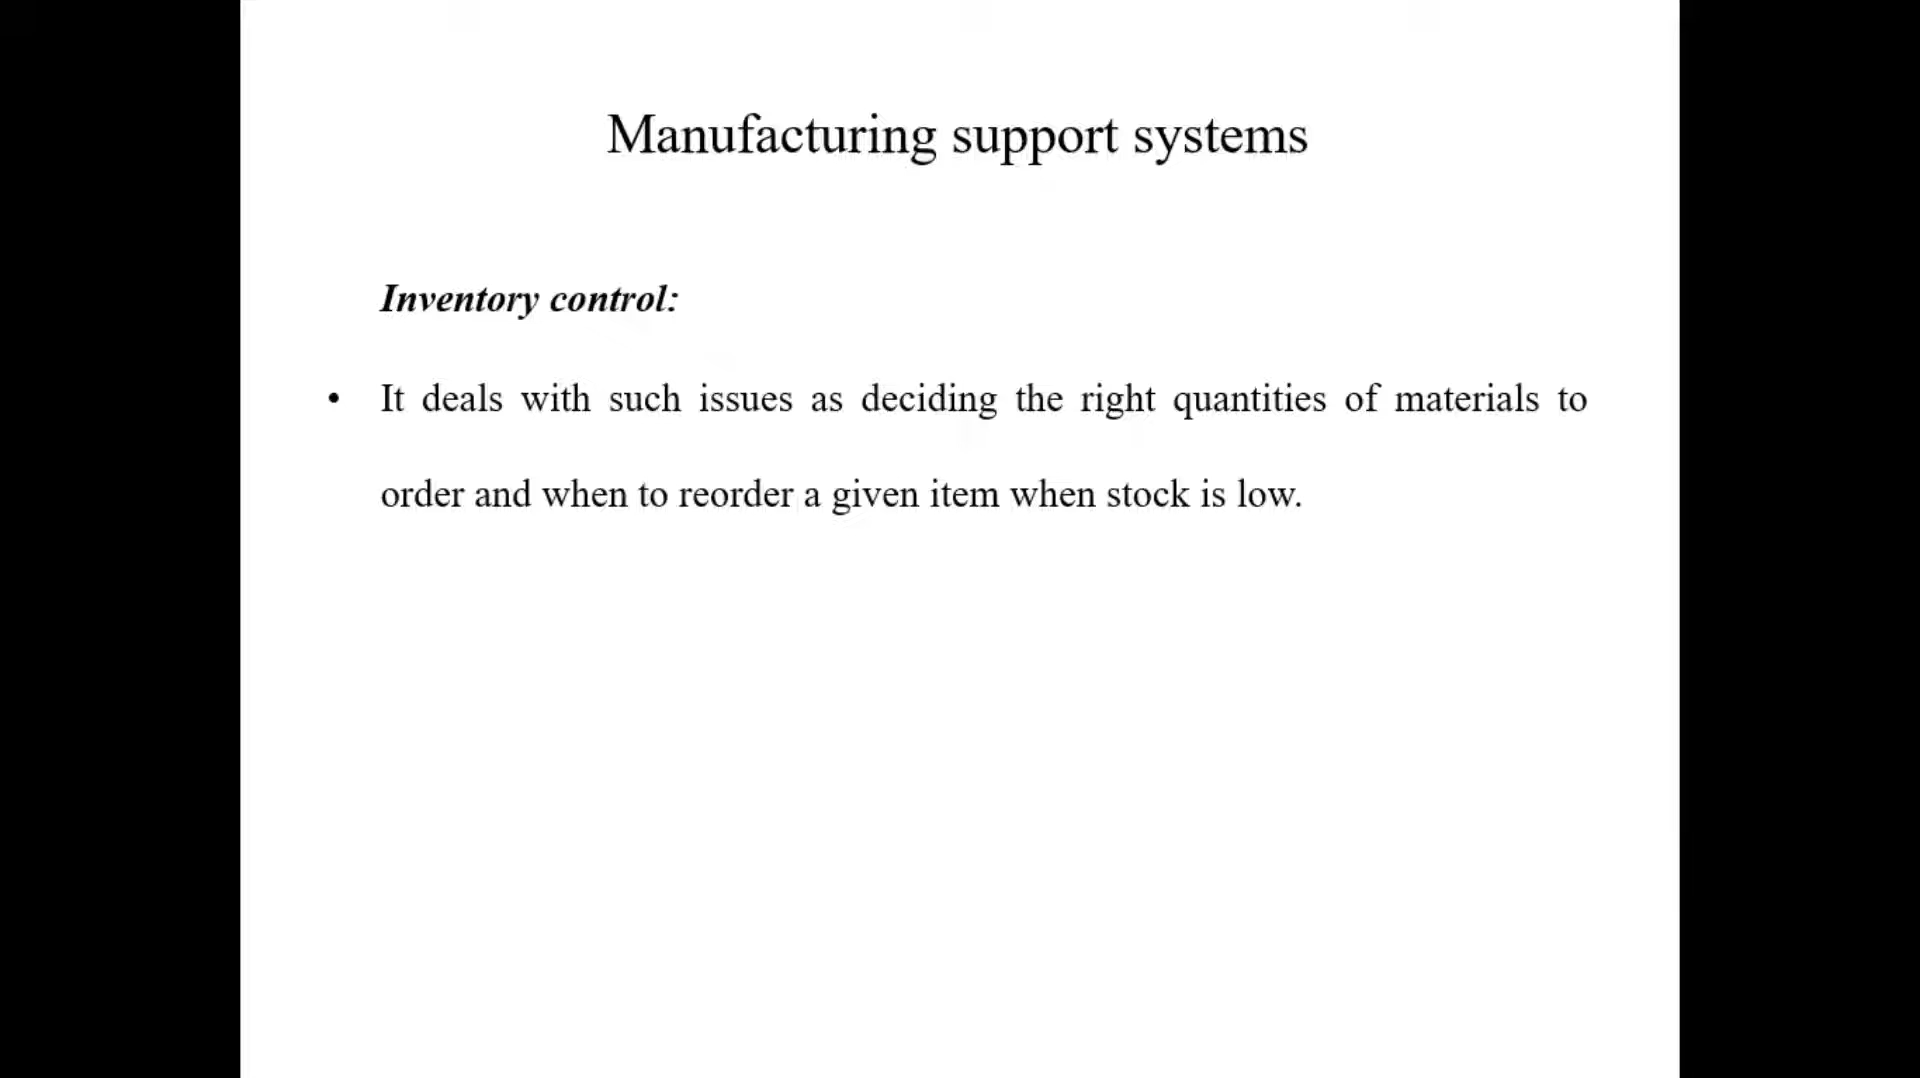 Manufacturing support systems
Inventory control:
• It deals with such issues as deciding the right quantities of materials to
order and when to reorder a given item when stock is low.